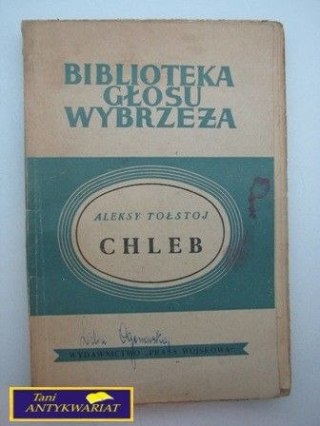 BIBLIOTEKA
GŁOSU
WYBRZEŻA
ALEKSY TOŁSTOJ
CHLEB
WYDAWNICTWO „PRASA WOJSKOWA"
Tani
ANTYKWARIAT